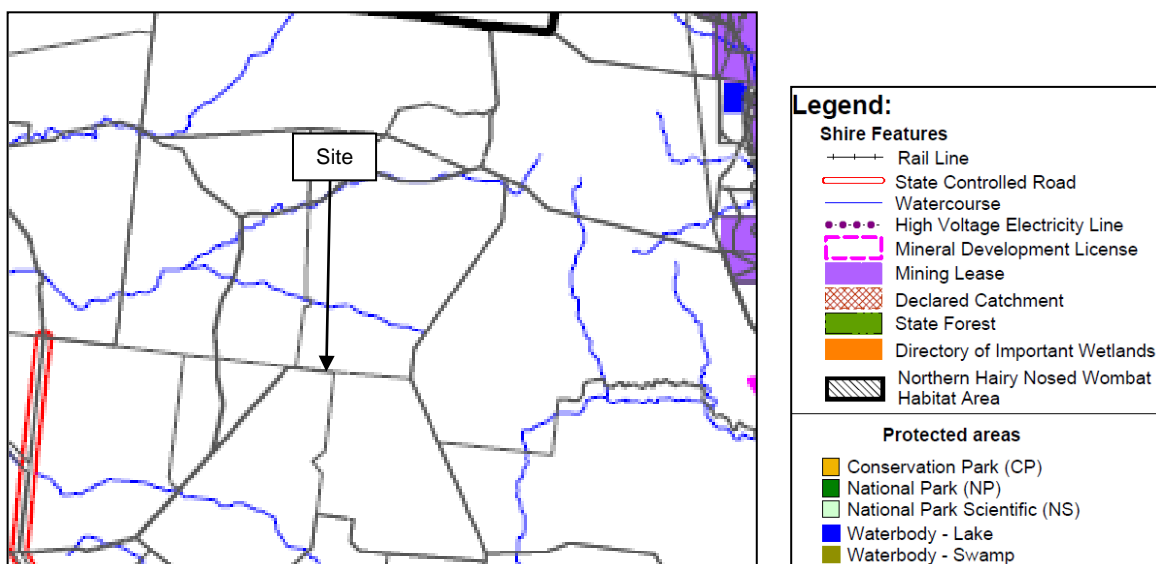 Site
Legend:
Shire Features
Rail Line
State Controlled Road
Watercourse
High Voltage Electricity Line
Mineral Development License
Mining Lease
Declared Catchment
State Forest
Directory of Important Wetlands
Northern Hairy Nosed Wombat
Habitat Area
Protected areas
Conservation Park (CP)
National Park (NP)
National Park Scientific (NS)
Waterbody - Lake
Waterbody - Swamp